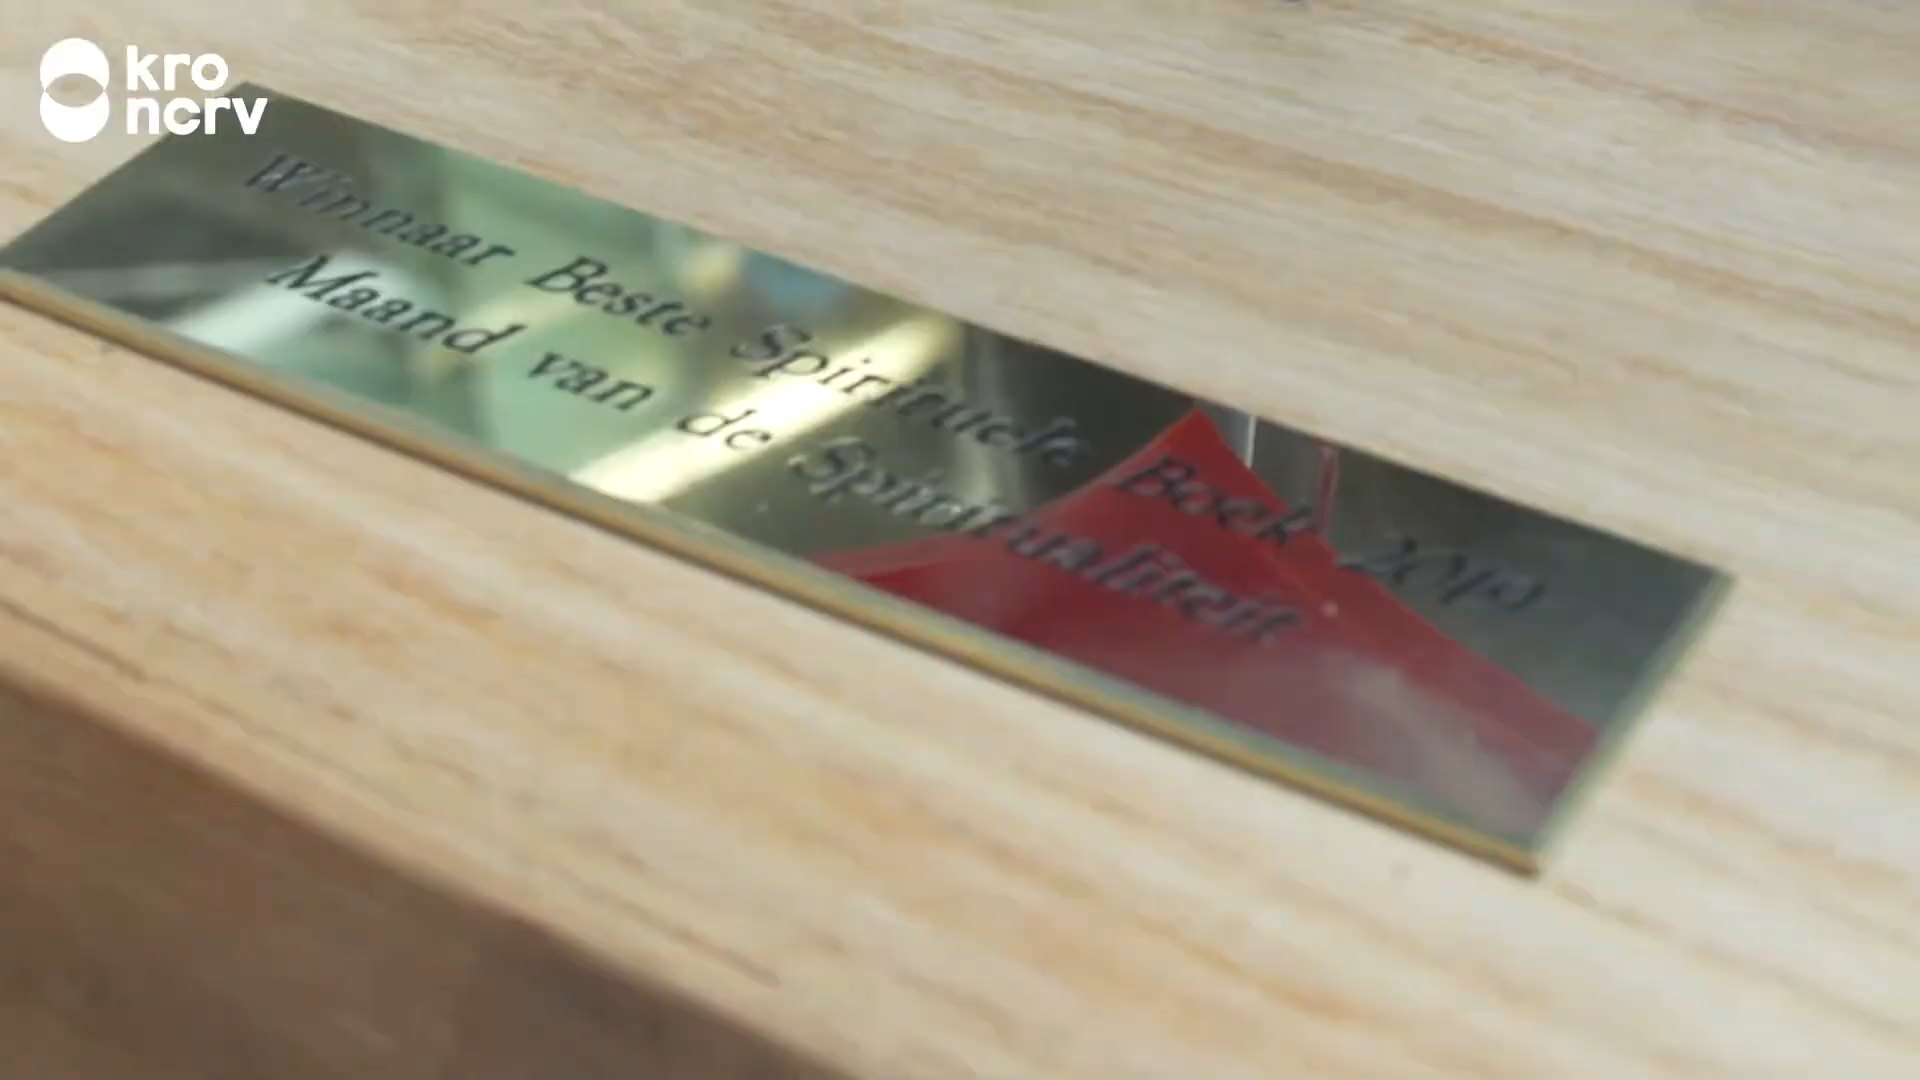 kro
ncrv
Winnaar Beste Spirituele Boek 2019
Maand van de Spiritualiteit